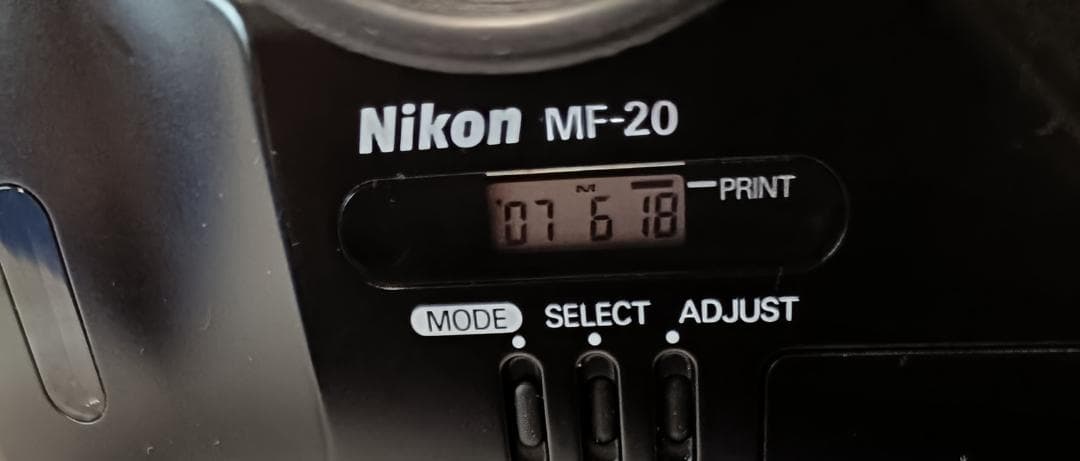 Nikon MF-20
M
'07 6 18 PRINT
MODE SELECT ADJUST